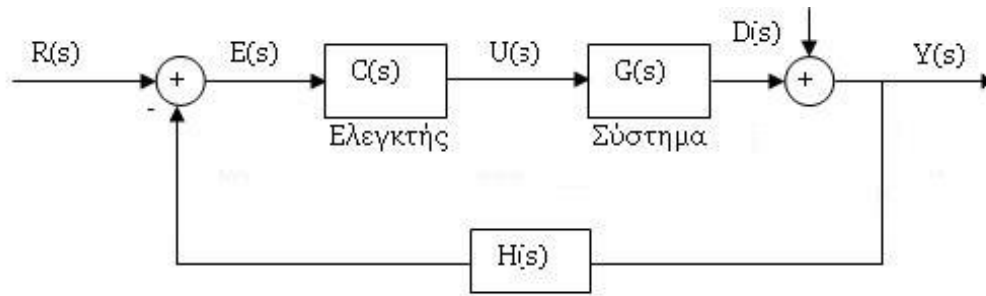 D(s)
R(s)
E(s)
C(s)
U(s)
G(s)
Y(s)
+
+
-
Ελεγκτής
Σύστημα
H(s)